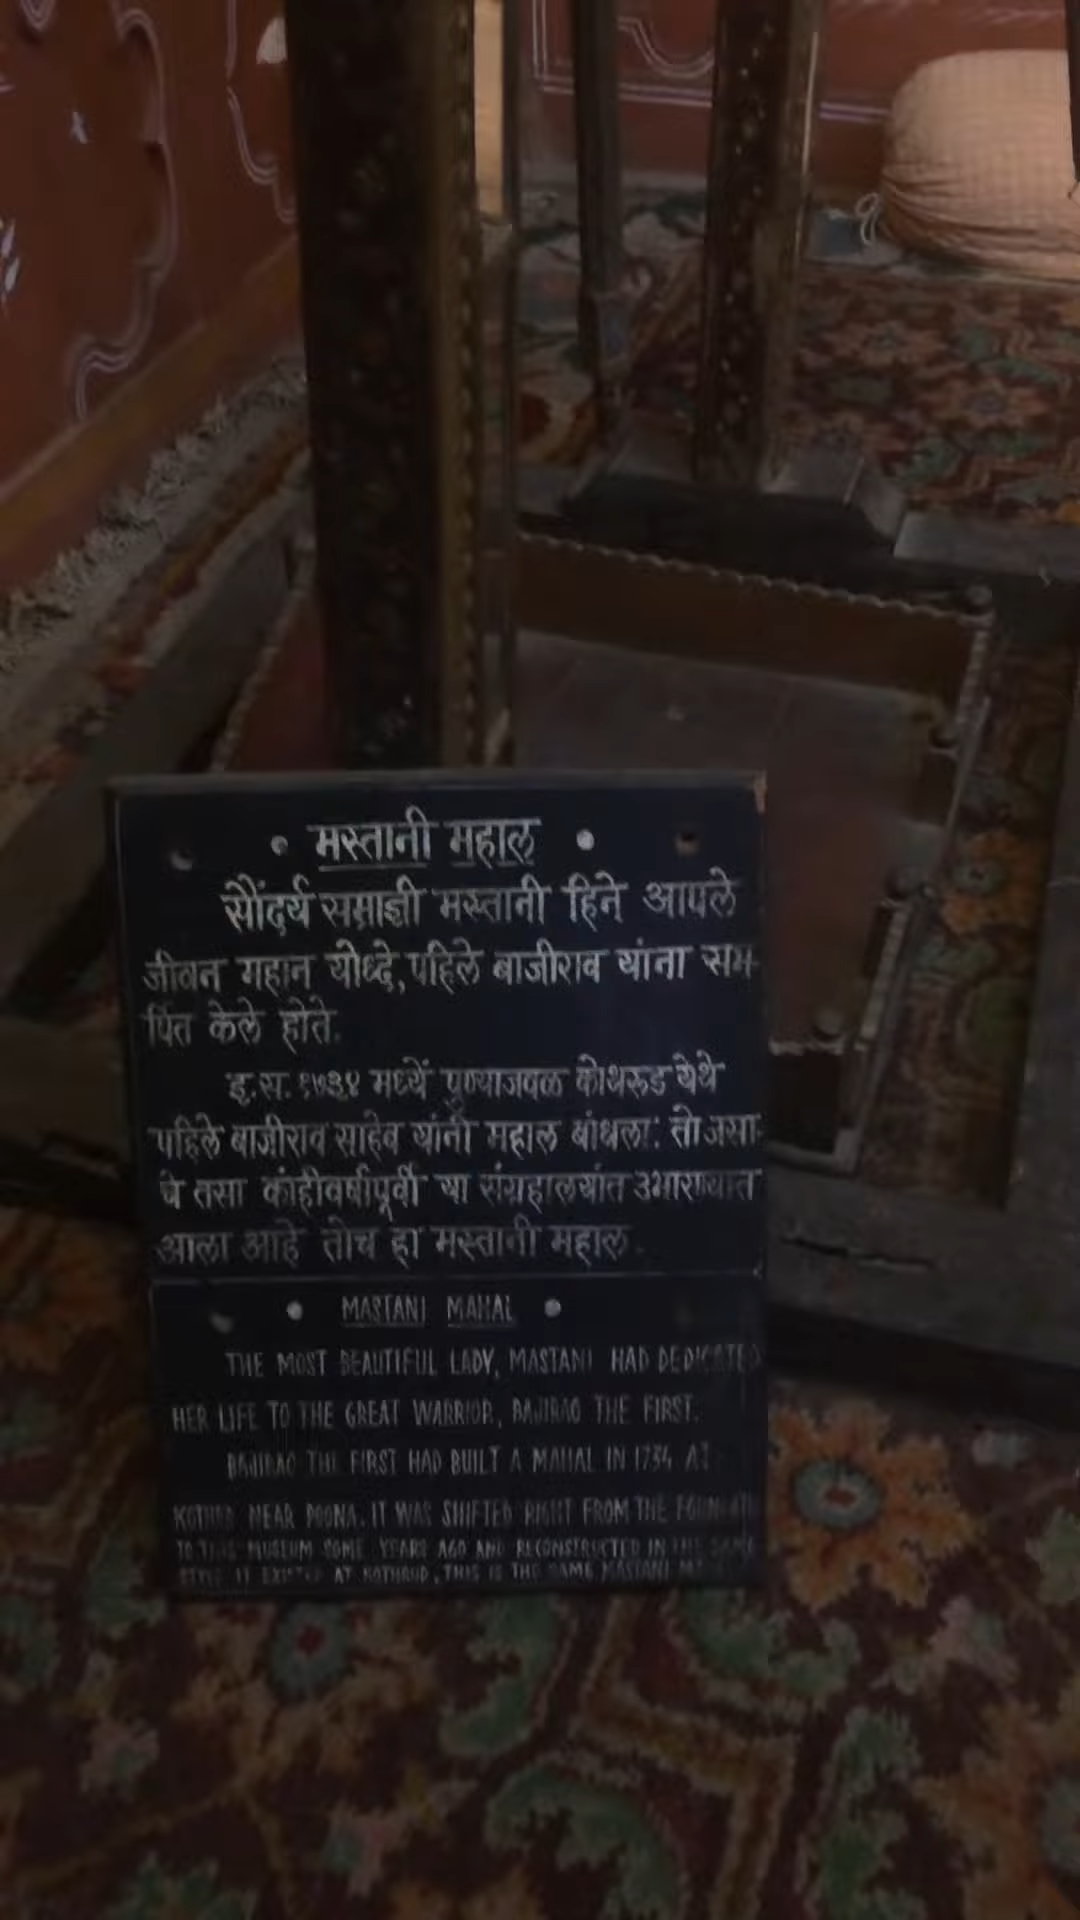 • मस्तानी महाल •
सौंदर्य सम्राज्ञी मस्तानी हिने आपले
जीवन महान योध्दे, पहिले बाजीराव यांना सम-
र्पित केले होते.
इ.स. १७३४ मध्यें पुण्याजवळ कोथरुड येथे
पहिले बाजीराव साहेब यांनी महाल बांधला. तो जसा-
चे तसा कांहीवर्षापूर्वी या संग्रहालयांत उभारण्यात
आला आहे तोच हा मस्तानी महाल.
• MASTANI MAHAL •
THE MOST BEAUTIFUL LADY, MASTANI HAD DEDICATED
HER LIFE TO THE GREAT WARRIOR, BAJIRAO THE FIRST.
BAJIRAO THE FIRST HAD BUILT A MAHAL IN 1734 AT
KOTHRUD NEAR POONA. IT WAS SHIFTED RIGHT FROM THE
TO THIS MUSEUM SOME YEARS AGO AND RECONSTRUCTED IN THE SAME
STYLE IT EXISTED AT KOTHRUD, THIS IS THE SAME MASTANI